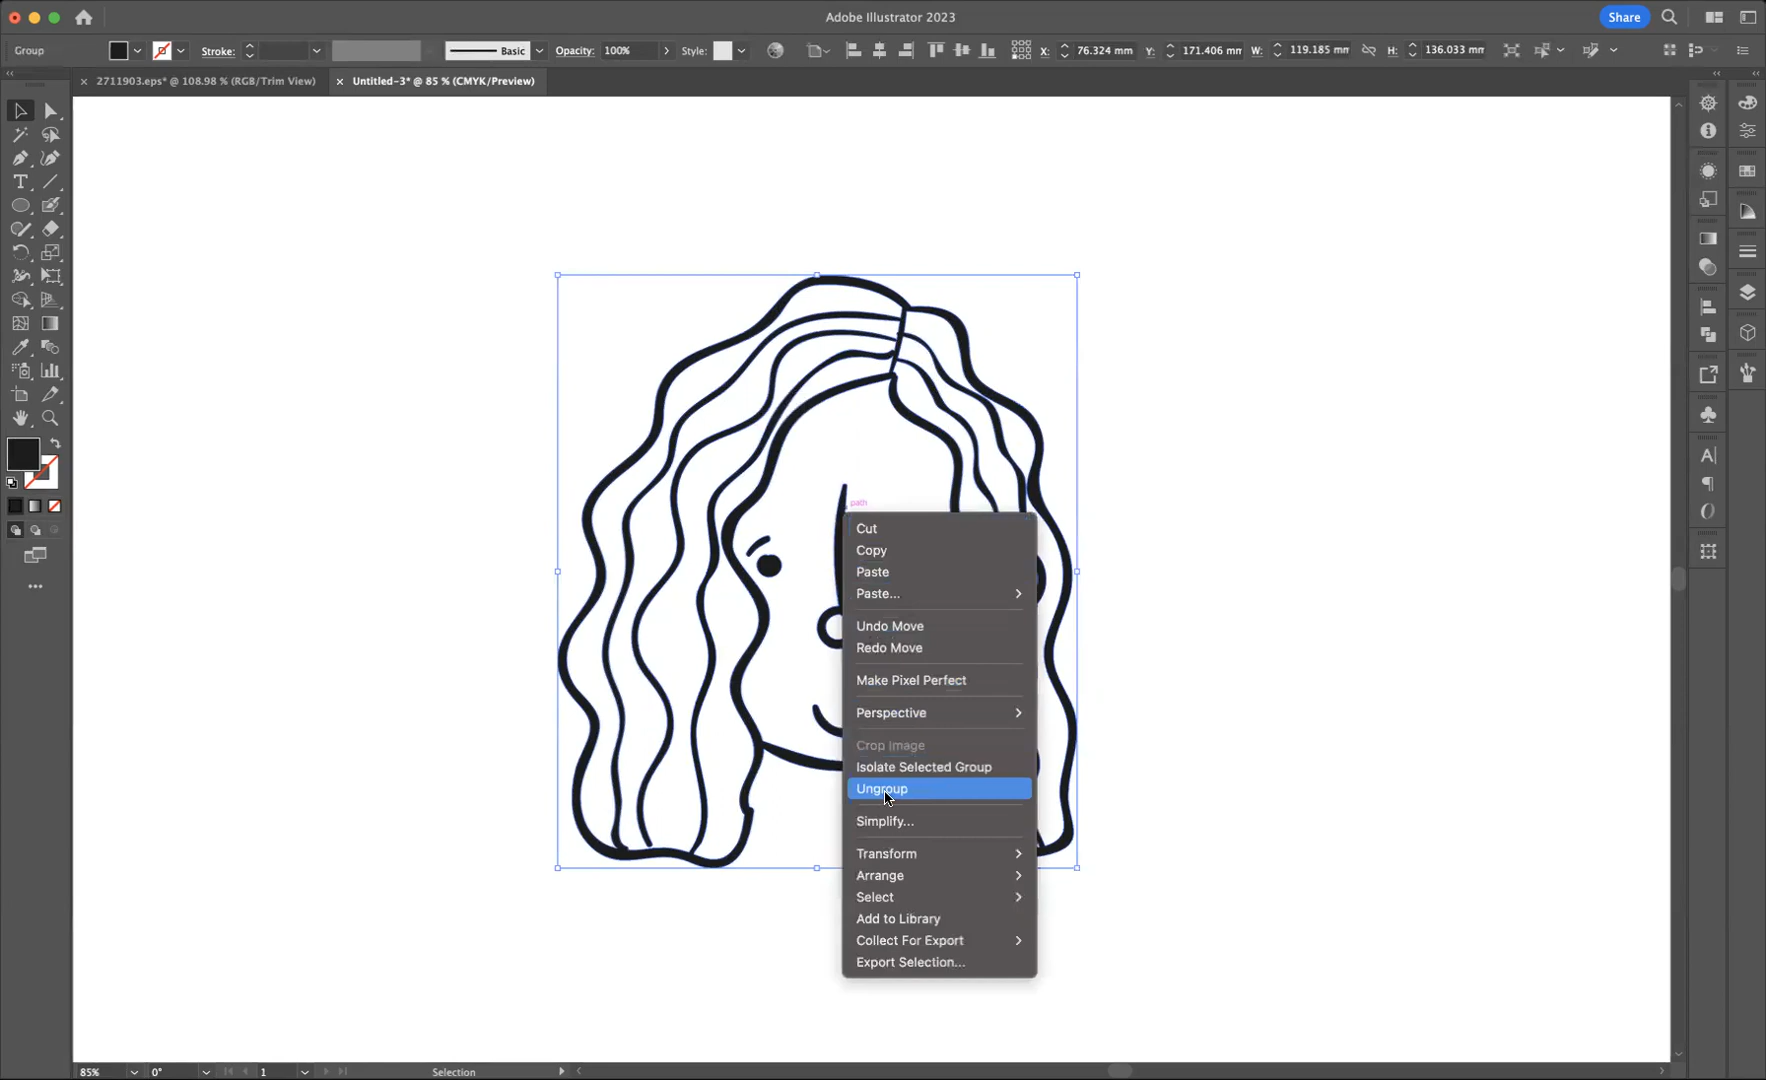 Adobe Illustrator 2023
Share
Group
Stroke:
Basic
Opacity: 100%
Style:
X: 76.324 mm
Y: 171.406 mm
W: 119.185 mm
H: 136.033 mm
2711903.eps* @ 108.98 % (RGB/Trim View)
Untitled-3* @ 85 % (CMYK/Preview)
path
Cut
Copy
Paste
Paste...
Undo Move
Redo Move
Make Pixel Perfect
Perspective
Crop Image
Isolate Selected Group
Ungroup
Simplify...
Transform
Arrange
Select
Add to Library
Collect For Export
Export Selection...
85%
0°
1
Selection